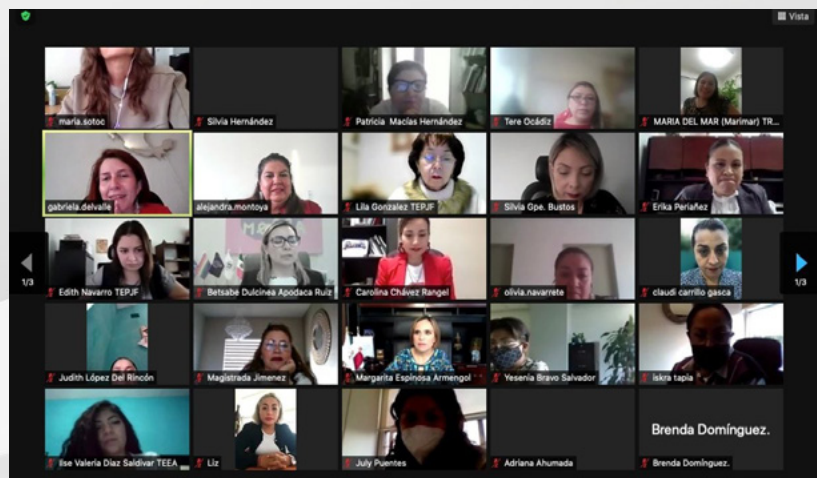 Vista
maria.sotoc
Silvia Hernández
Patricia Macías Hernández
Tere Ocádiz
MARIA DEL MAR (Marimar) TR...
gabriela.delvalle
alejandra.montoya
Lila Gonzalez TEPJF
Silvia Gpe. Bustos
Erika Periañez
1/3
Edith Navarro TEPJF
Betsabe Dulcinea Apodaca Ruiz
Carolina Chávez Rangel
olivia.navarrete
claudi carrillo gasca
1/3
Judith López Del Rincón
Magistrada Jimenez
Margarita Espinosa Armengol
Yesenia Bravo Salvador
iskra tapia
Ilse Valeria Díaz Saldivar TEEA
Liz
July Puentes
Adriana Ahumada
Brenda Domínguez.
Brenda Domínguez.